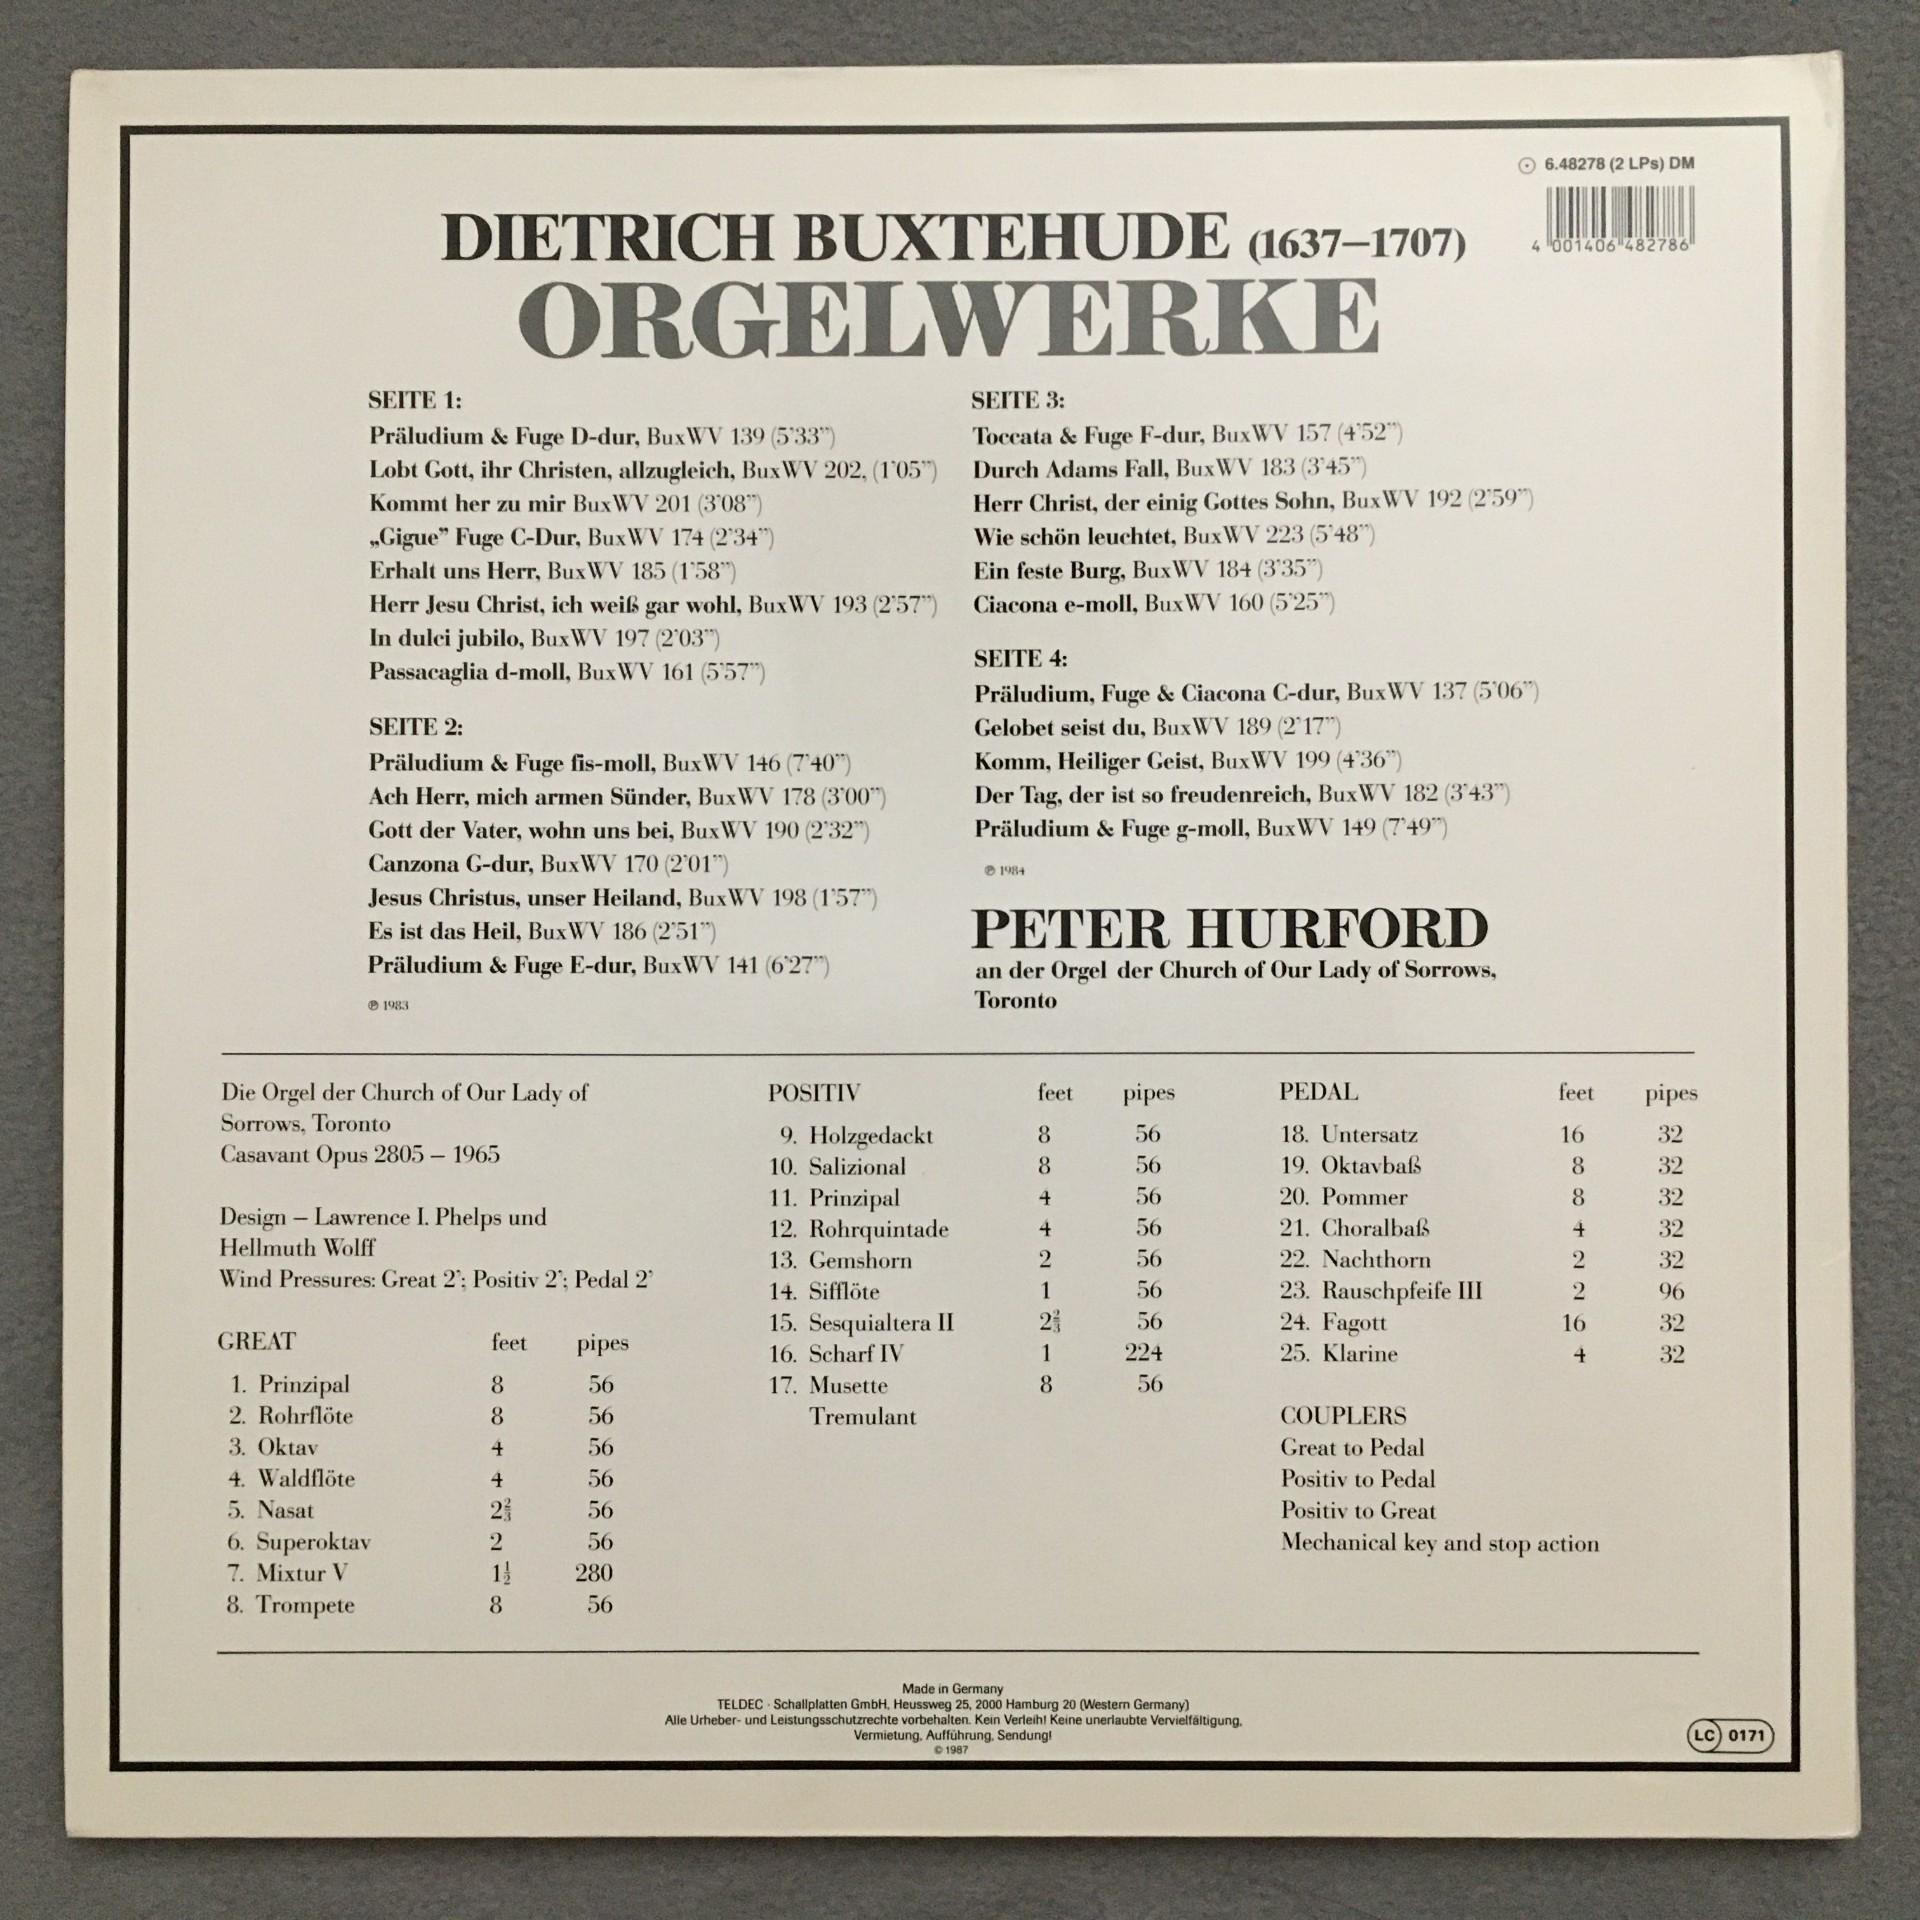 6.48278 (2 LPs) DM
4 001406 482786
DIETRICH BUXTEHUDE (1637–1707)
ORGELWERKE
SEITE 1:
Präludium & Fuge D-dur, BuxWV 139 (5'33")
Lobt Gott, ihr Christen, allzugleich, BuxWV 202, (1'05")
Kommt her zu mir BuxWV 201 (3'08")
„Gigue" Fuge C-Dur, BuxWV 174 (2'34")
Erhalt uns Herr, BuxWV 185 (1'58")
Herr Jesu Christ, ich weiß gar wohl, BuxWV 193 (2'57")
In dulci jubilo, BuxWV 197 (2'03")
Passacaglia d-moll, BuxWV 161 (5'57")
SEITE 2:
Präludium & Fuge fis-moll, BuxWV 146 (7'40")
Ach Herr, mich armen Sünder, BuxWV 178 (3'00")
Gott der Vater, wohn uns bei, BuxWV 190 (2'32")
Canzona G-dur, BuxWV 170 (2'01")
Jesus Christus, unser Heiland, BuxWV 198 (1'57")
Es ist das Heil, BuxWV 186 (2'51")
Präludium & Fuge E-dur, BuxWV 141 (6'27")
℗ 1983
SEITE 3:
Toccata & Fuge F-dur, BuxWV 157 (4'52")
Durch Adams Fall, BuxWV 183 (3'45")
Herr Christ, der einig Gottes Sohn, BuxWV 192 (2'59")
Wie schön leuchtet, BuxWV 223 (5'48")
Ein feste Burg, BuxWV 184 (3'35")
Ciacona e-moll, BuxWV 160 (5'25")
SEITE 4:
Präludium, Fuge & Ciacona C-dur, BuxWV 137 (5'06")
Gelobet seist du, BuxWV 189 (2'17")
Komm, Heiliger Geist, BuxWV 199 (4'36")
Der Tag, der ist so freudenreich, BuxWV 182 (3'43")
Präludium & Fuge g-moll, BuxWV 149 (7'49")
℗ 1984
PETER HURFORD
an der Orgel der Church of Our Lady of Sorrows,
Toronto
Die Orgel der Church of Our Lady of
Sorrows, Toronto
Casavant Opus 2805 – 1965
Design – Lawrence I. Phelps und
Hellmuth Wolff
Wind Pressures: Great 2"; Positiv 2"; Pedal 2"
GREAT feet pipes
1. Prinzipal 8 56
2. Rohrflöte 8 56
3. Oktav 4 56
4. Waldflöte 4 56
5. Nasat 2⅔ 56
6. Superoktav 2 56
7. Mixtur V 1½ 280
8. Trompete 8 56
POSITIV feet pipes
9. Holzgedackt 8 56
10. Salizional 8 56
11. Prinzipal 4 56
12. Rohrquintade 4 56
13. Gemshorn 2 56
14. Sifflöte 1 56
15. Sesquialtera II 2⅔ 56
16. Scharf IV 1 224
17. Musette 8 56
Tremulant
PEDAL feet pipes
18. Untersatz 16 32
19. Oktavbaß 8 32
20. Pommer 8 32
21. Choralbaß 4 32
22. Nachthorn 2 32
23. Rauschpfeife III 2 96
24. Fagott 16 32
25. Klarine 4 32
COUPLERS
Great to Pedal
Positiv to Pedal
Positiv to Great
Mechanical key and stop action
Made in Germany
TELDEC · Schallplatten GmbH, Heussweg 25, 2000 Hamburg 20 (Western Germany)
Alle Urheber- und Leistungsschutzrechte vorbehalten. Kein Verleih! Keine unerlaubte Vervielfältigung,
Vermietung, Aufführung, Sendung!
© 1987
LC 0171